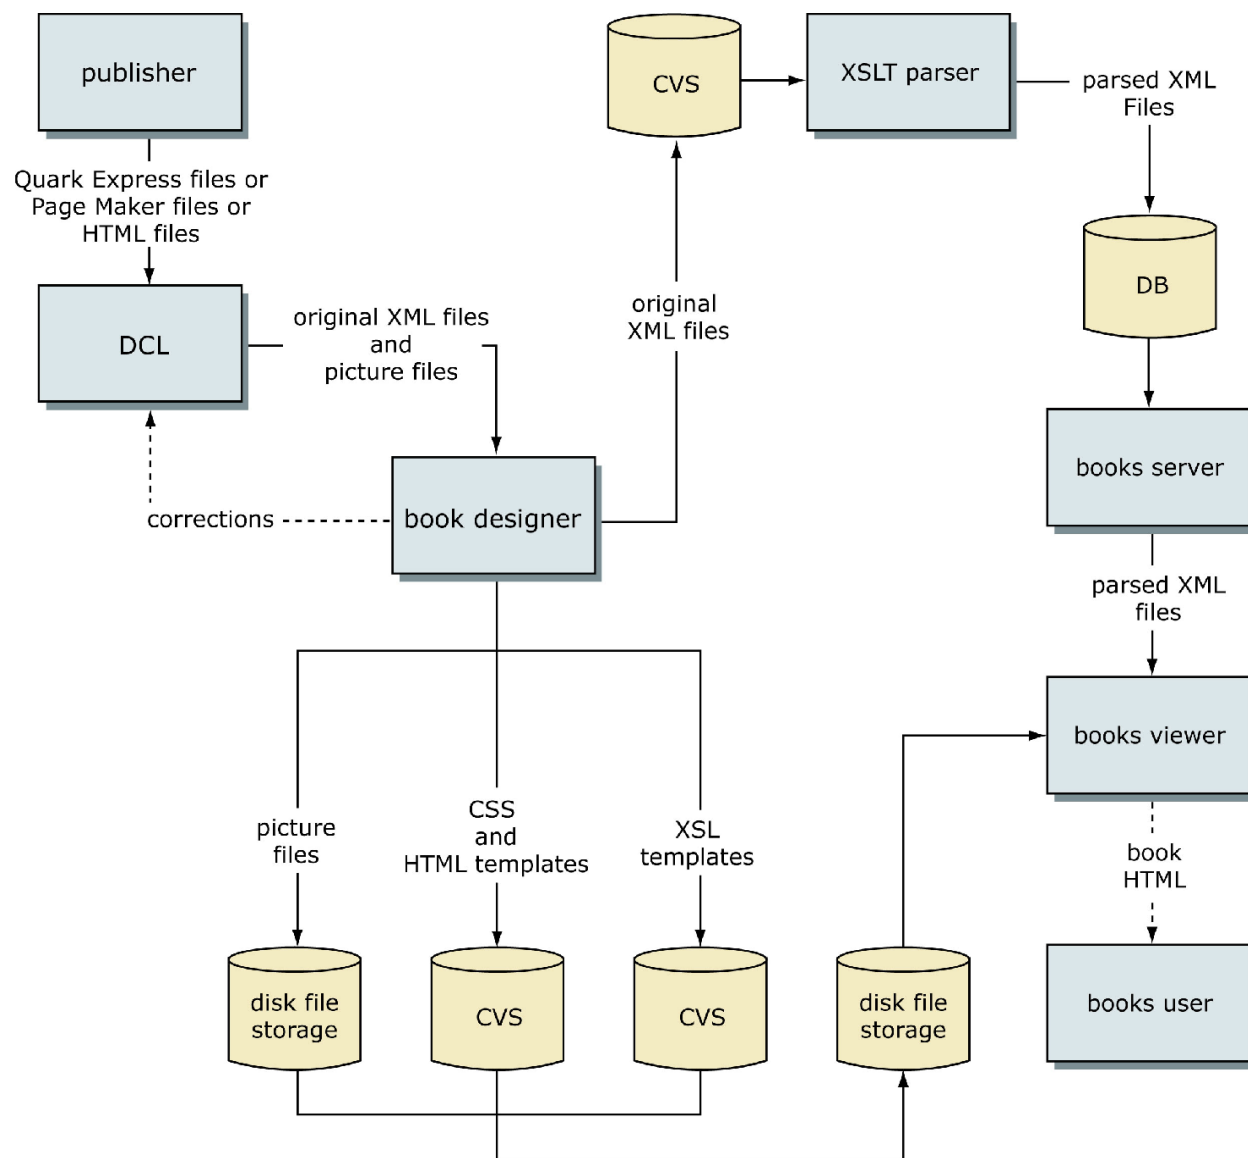 publisher
Quark Express files or
Page Maker files or
HTML files
DCL
original XML files
and
picture files
corrections
book designer
original
XML files
CVS
XSLT parser
parsed XML
Files
DB
books server
parsed XML
files
books viewer
book
HTML
books user
picture
files
CSS
and
HTML templates
XSL
templates
disk file
storage
CVS
CVS
disk file
storage